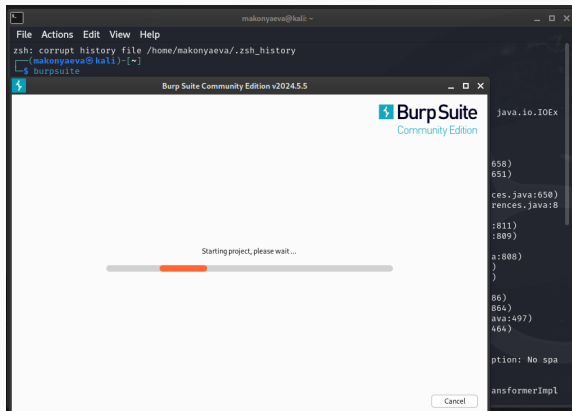 makonyaeva@kali: ~
File Actions Edit View Help
zsh: corrupt history file /home/makonyaeva/.zsh_history
(makonyaeva㉿kali)-[~]
$ burpsuite
Burp Suite Community Edition v2024.5.5
Burp Suite
Community Edition
java.io.IOEx
658)
651)
ces.java:650)
rences.java:8
:811)
:809)
Starting project, please wait...
a:808)
)
)
86)
864)
ava:497)
464)
ption: No spa
ansformerImpl
Cancel